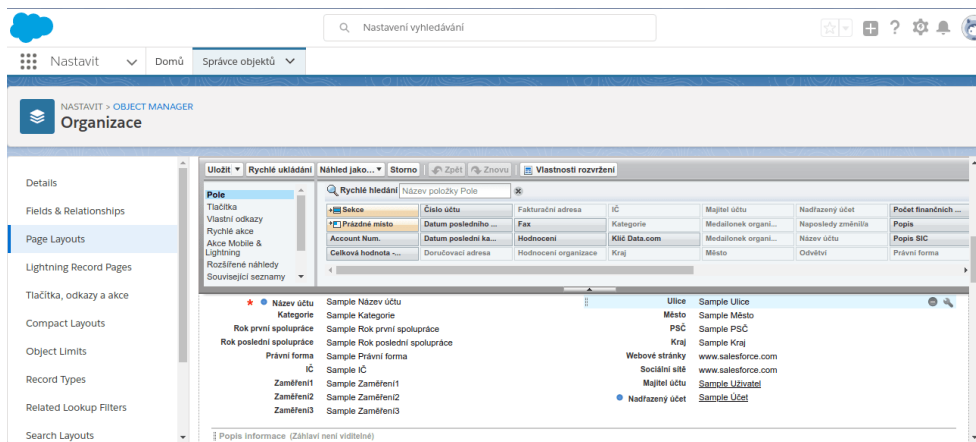 Nastavení vyhledávání
Nastavit
Domů
Správce objektů
NASTAVIT > OBJECT MANAGER
Organizace
Details
Fields & Relationships
Page Layouts
Lightning Record Pages
Tlačítka, odkazy a akce
Compact Layouts
Object Limits
Record Types
Related Lookup Filters
Search Layouts
Uložit Rychlé ukládání Náhled jako... Storno Zpět Znovu Vlastnosti rozvržení
Pole
Tlačítka
Vlastní odkazy
Rychlé akce
Akce Mobile &
Lightning
Rozšířené náhledy
Související seznamy
Rychlé hledání Název položky Pole
Sekce Číslo účtu Fakturační adresa IČ Majitel účtu Nadřazený účet Počet finančních ...
Prázdné místo Datum posledního ... Fax Kategorie Medailonek organi... Naposledy změnil/a Popis
Account Num. Datum poslední ka... Hodnocení Klíč Data.com Medailonek organi... Název účtu Popis SIC
Celková hodnota -... Doručovací adresa Hodnocení organizace Kraj Město Odvětví Právní forma
* Název účtu Sample Název účtu Ulice Sample Ulice
Kategorie Sample Kategorie Město Sample Město
Rok první spolupráce Sample Rok první spolupráce PSČ Sample PSČ
Rok poslední spolupráce Sample Rok poslední spolupráce Kraj Sample Kraj
Právní forma Sample Právní forma Webové stránky www.salesforce.com
IČ Sample IČ Sociální sítě www.salesforce.com
Zaměření1 Sample Zaměření1 Majitel účtu Sample Uživatel
Zaměření2 Sample Zaměření2 Nadřazený účet Sample Účet
Zaměření3 Sample Zaměření3
Popis informace (Záhlaví není viditelné)